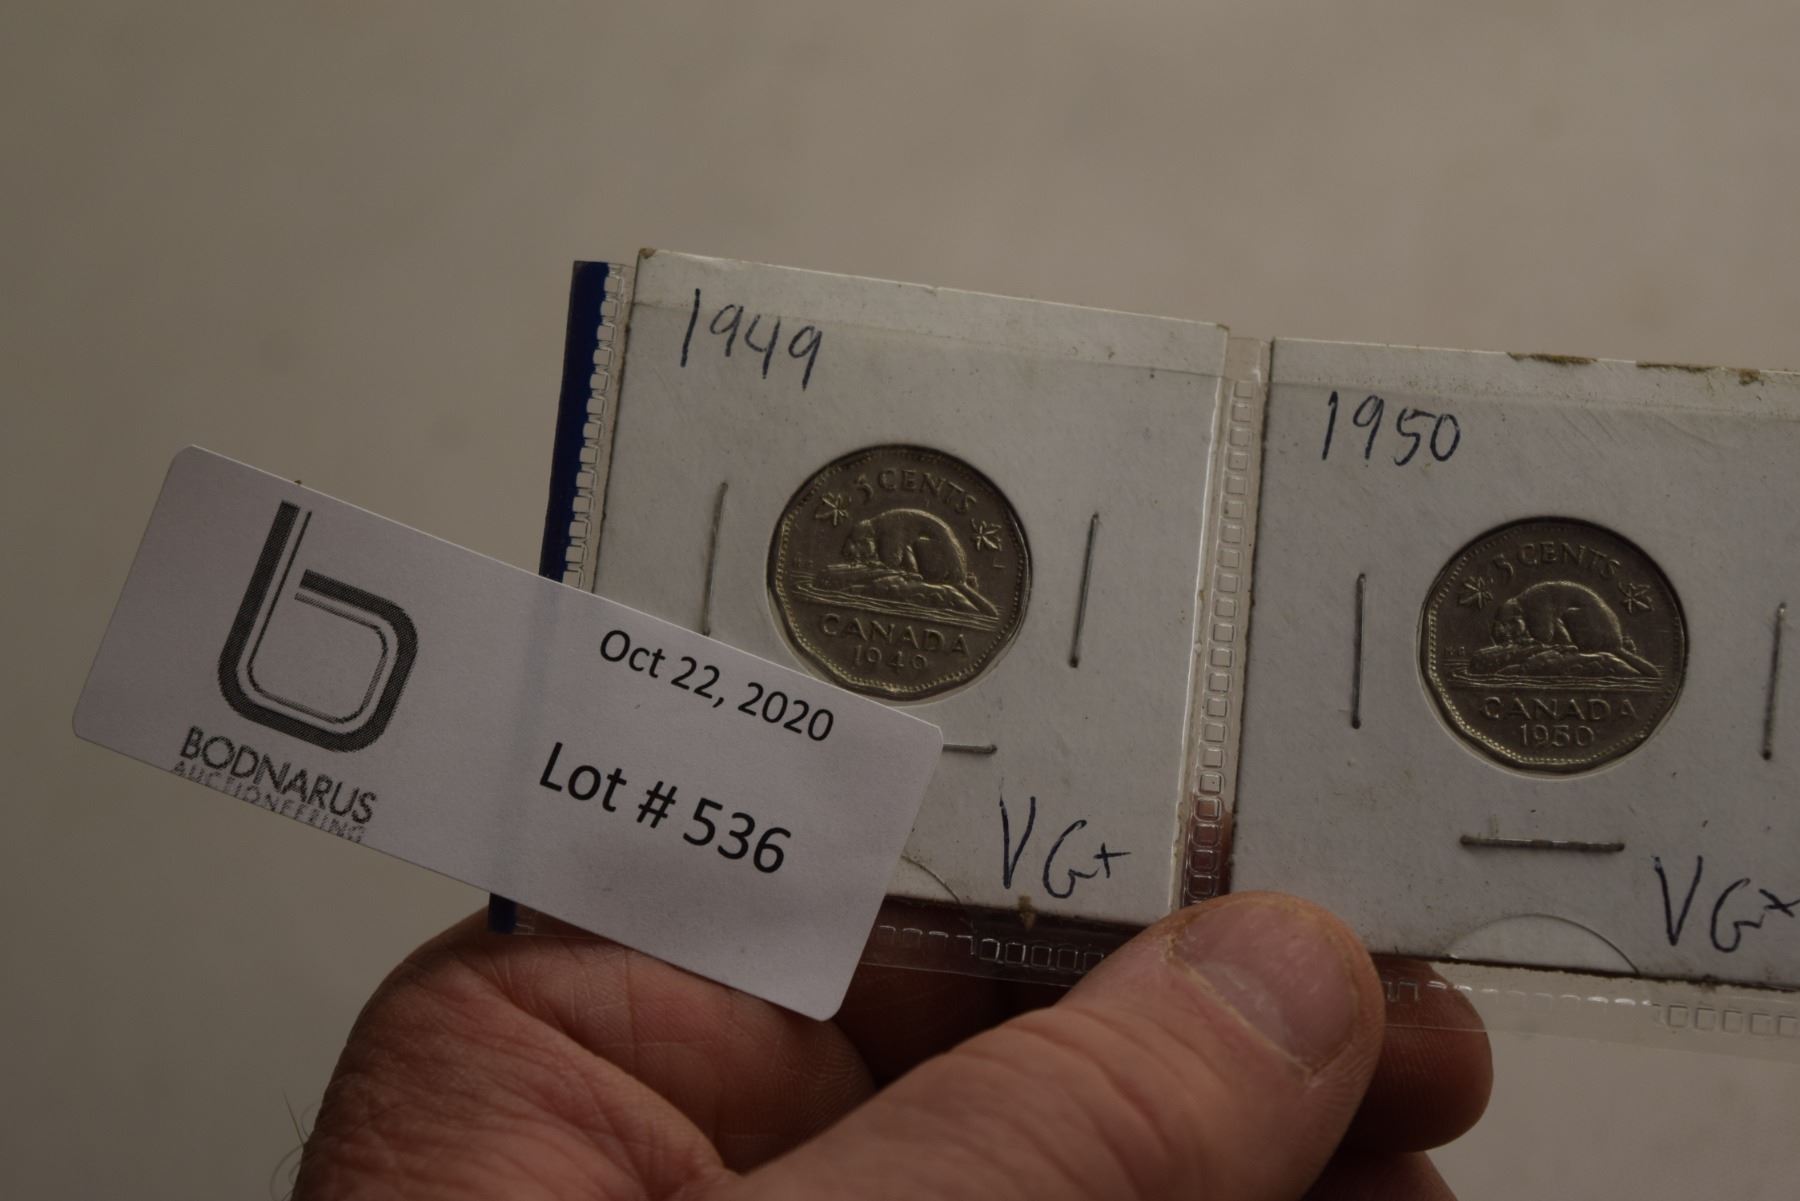 1949
5 CENTS
CANADA
1949
VG+
1950
5 CENTS
CANADA
1950
VG+
BODNARUS
AUCTIONEERING
Oct 22, 2020
Lot # 536